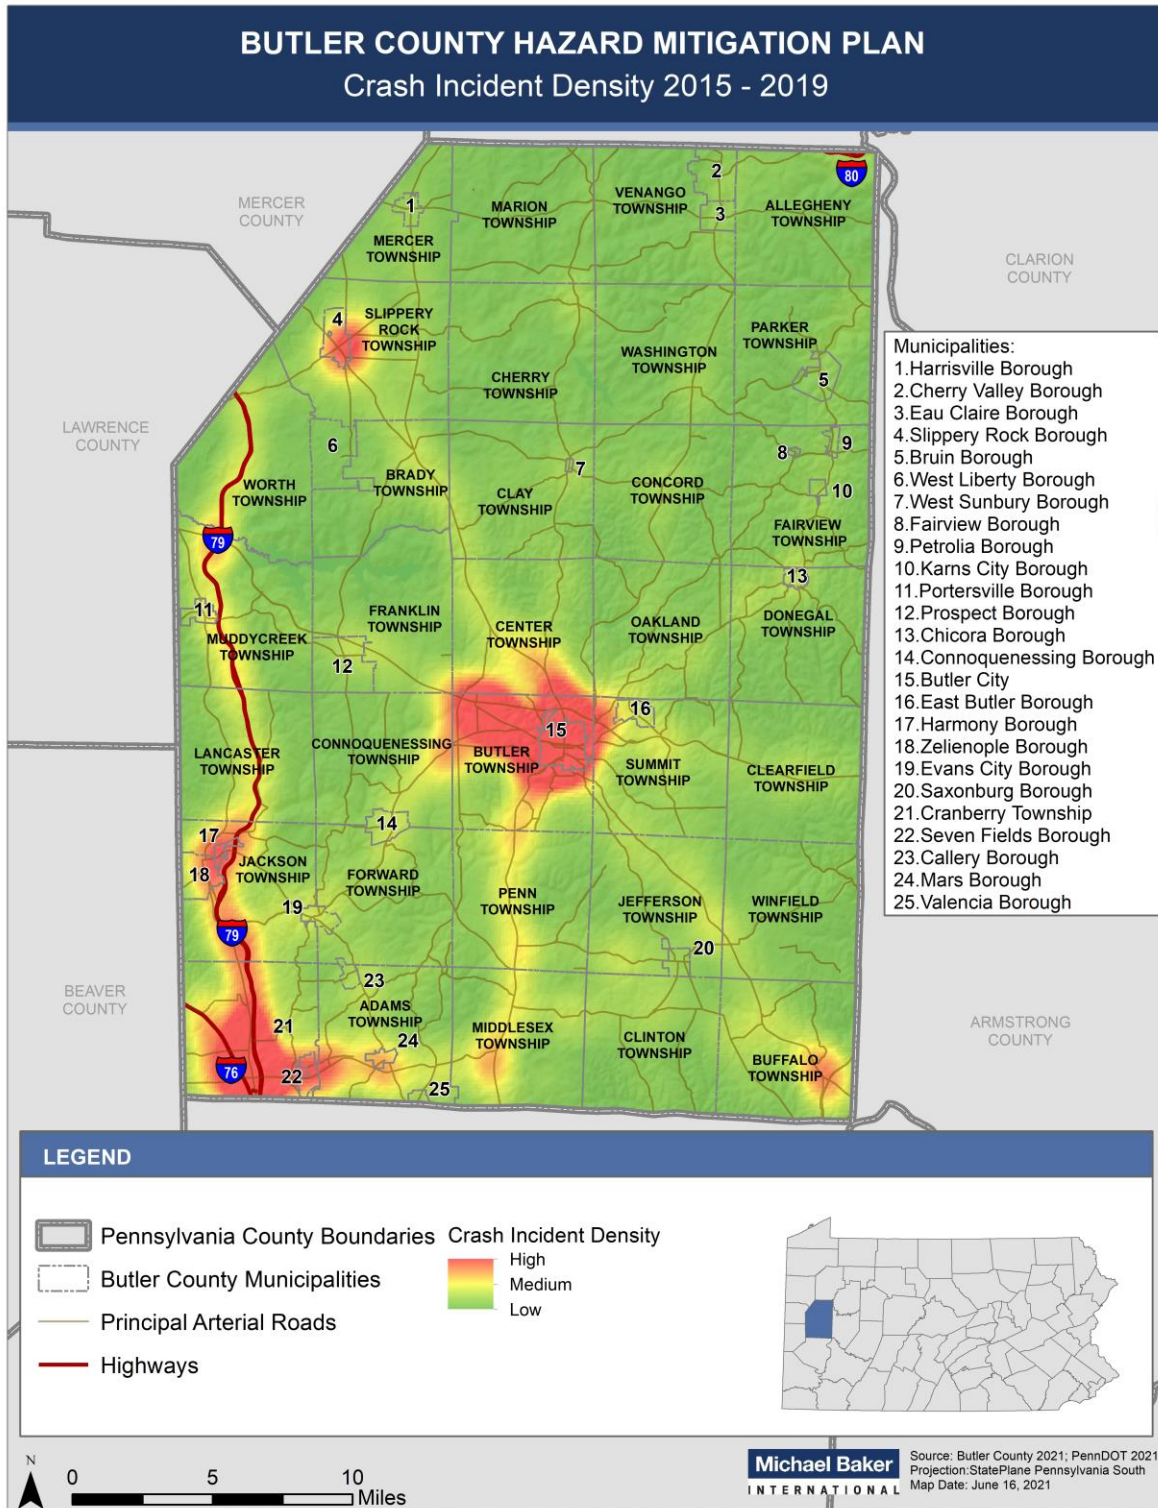 BUTLER COUNTY HAZARD MITIGATION PLAN
Crash Incident Density 2015 - 2019
MERCER
COUNTY
CLARION
COUNTY
LAWRENCE
COUNTY
BEAVER
COUNTY
ARMSTRONG
COUNTY
1
MERCER
TOWNSHIP
MARION
TOWNSHIP
VENANGO
TOWNSHIP
2
3
ALLEGHENY
TOWNSHIP
80
4
SLIPPERY
ROCK
TOWNSHIP
CHERRY
TOWNSHIP
WASHINGTON
TOWNSHIP
PARKER
TOWNSHIP
5
WORTH
TOWNSHIP
6
BRADY
TOWNSHIP
CLAY
TOWNSHIP
7
CONCORD
TOWNSHIP
8
9
10
FAIRVIEW
TOWNSHIP
79
11
MUDDYCREEK
TOWNSHIP
FRANKLIN
TOWNSHIP
12
CENTER
TOWNSHIP
OAKLAND
TOWNSHIP
13
DONEGAL
TOWNSHIP
LANCASTER
TOWNSHIP
CONNOQUENESSING
TOWNSHIP
BUTLER
TOWNSHIP
15
16
SUMMIT
TOWNSHIP
CLEARFIELD
TOWNSHIP
17
18
JACKSON
TOWNSHIP
14
FORWARD
TOWNSHIP
19
79
PENN
TOWNSHIP
JEFFERSON
TOWNSHIP
20
WINFIELD
TOWNSHIP
21
76
22
23
ADAMS
TOWNSHIP
24
25
MIDDLESEX
TOWNSHIP
CLINTON
TOWNSHIP
BUFFALO
TOWNSHIP
Municipalities:
1.Harrisville Borough
2.Cherry Valley Borough
3.Eau Claire Borough
4.Slippery Rock Borough
5.Bruin Borough
6.West Liberty Borough
7.West Sunbury Borough
8.Fairview Borough
9.Petrolia Borough
10.Karns City Borough
11.Portersville Borough
12.Prospect Borough
13.Chicora Borough
14.Connoquenessing Borough
15.Butler City
16.East Butler Borough
17.Harmony Borough
18.Zelienople Borough
19.Evans City Borough
20.Saxonburg Borough
21.Cranberry Township
22.Seven Fields Borough
23.Callery Borough
24.Mars Borough
25.Valencia Borough
LEGEND
Pennsylvania County Boundaries
Butler County Municipalities
Principal Arterial Roads
Highways
Crash Incident Density
High
Medium
Low
N
0 5 10
Miles
Michael Baker
INTERNATIONAL
Source: Butler County 2021; PennDOT 2021
Projection:StatePlane Pennsylvania South
Map Date: June 16, 2021